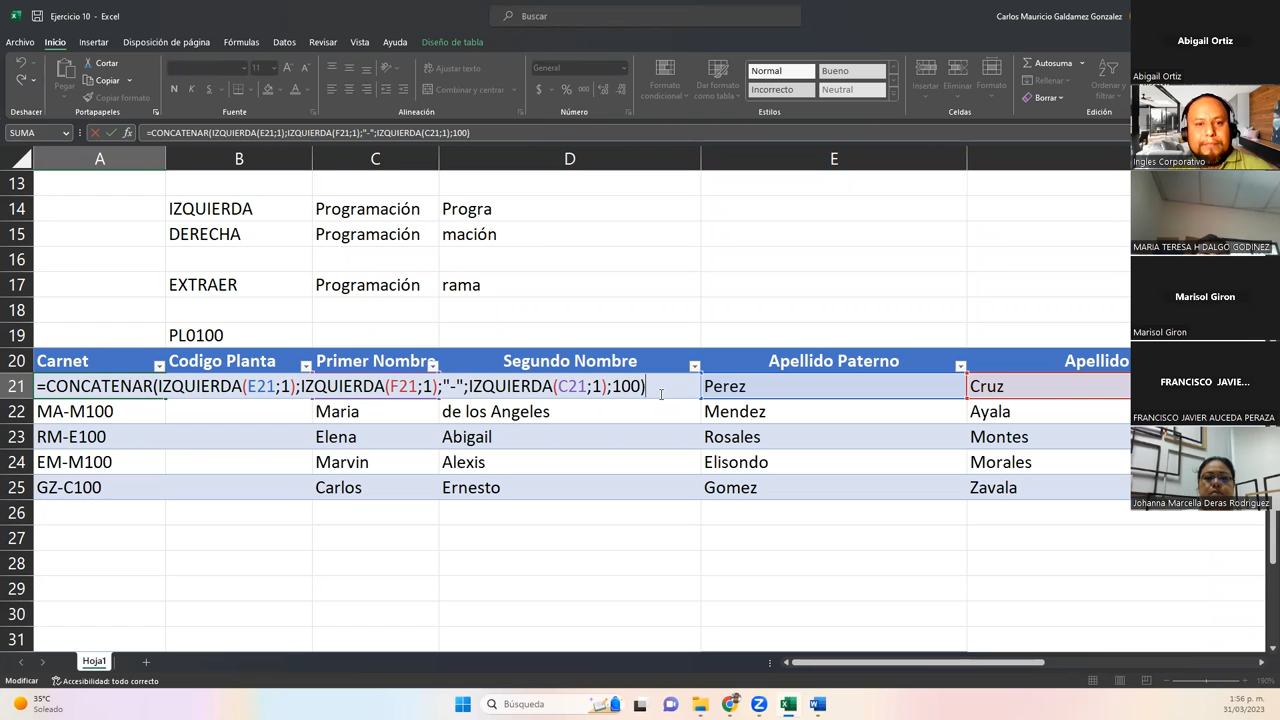 Ejercicio 10 - Excel
Buscar
Carlos Mauricio Galdamez Gonzalez
Archivo Inicio Insertar Disposición de página Fórmulas Datos Revisar Vista Ayuda Diseño de tabla
Cortar
Copiar
Copiar formato
Pegar
11
N K S
Ajustar texto
Combinar y centrar
General
Formato condicional
Dar formato como tabla
Normal Bueno
Incorrecto Neutral
Insertar Eliminar Formato
Autosuma
Rellenar
Borrar
Ordenar y
Deshacer Portapapeles Fuente Alineación Número Estilos Celdas Edición
SUMA
=CONCATENAR(IZQUIERDA(E21;1);IZQUIERDA(F21;1);"-";IZQUIERDA(C21;1);100)
A B C D E
13
14 IZQUIERDA Programación Progra
15 DERECHA Programación mación
16
17 EXTRAER Programación rama
18
19 PL0100
20 Carnet Codigo Planta Primer Nombre Segundo Nombre Apellido Paterno Apellido
21 =CONCATENAR(IZQUIERDA(E21;1);IZQUIERDA(F21;1);"-";IZQUIERDA(C21;1);100) Perez Cruz
22 MA-M100 Maria de los Angeles Mendez Ayala
23 RM-E100 Elena Abigail Rosales Montes
24 EM-M100 Marvin Alexis Elisondo Morales
25 GZ-C100 Carlos Ernesto Gomez Zavala
26
27
28
29
30
31
Hoja1
Modificar Accesibilidad: todo correcto
190%
35°C
Soleado
Búsqueda
1:56 p. m.
31/03/2023
Abigail Ortiz
Abigail Ortiz
Ingles Corporativo
MARIA TERESA HIDALGO GODINEZ
Marisol Giron
Marisol Giron
FRANCISCO JAVIE...
FRANCISCO JAVIER AUCEDA PERAZA
Johanna Marcella Deras Rodriguez